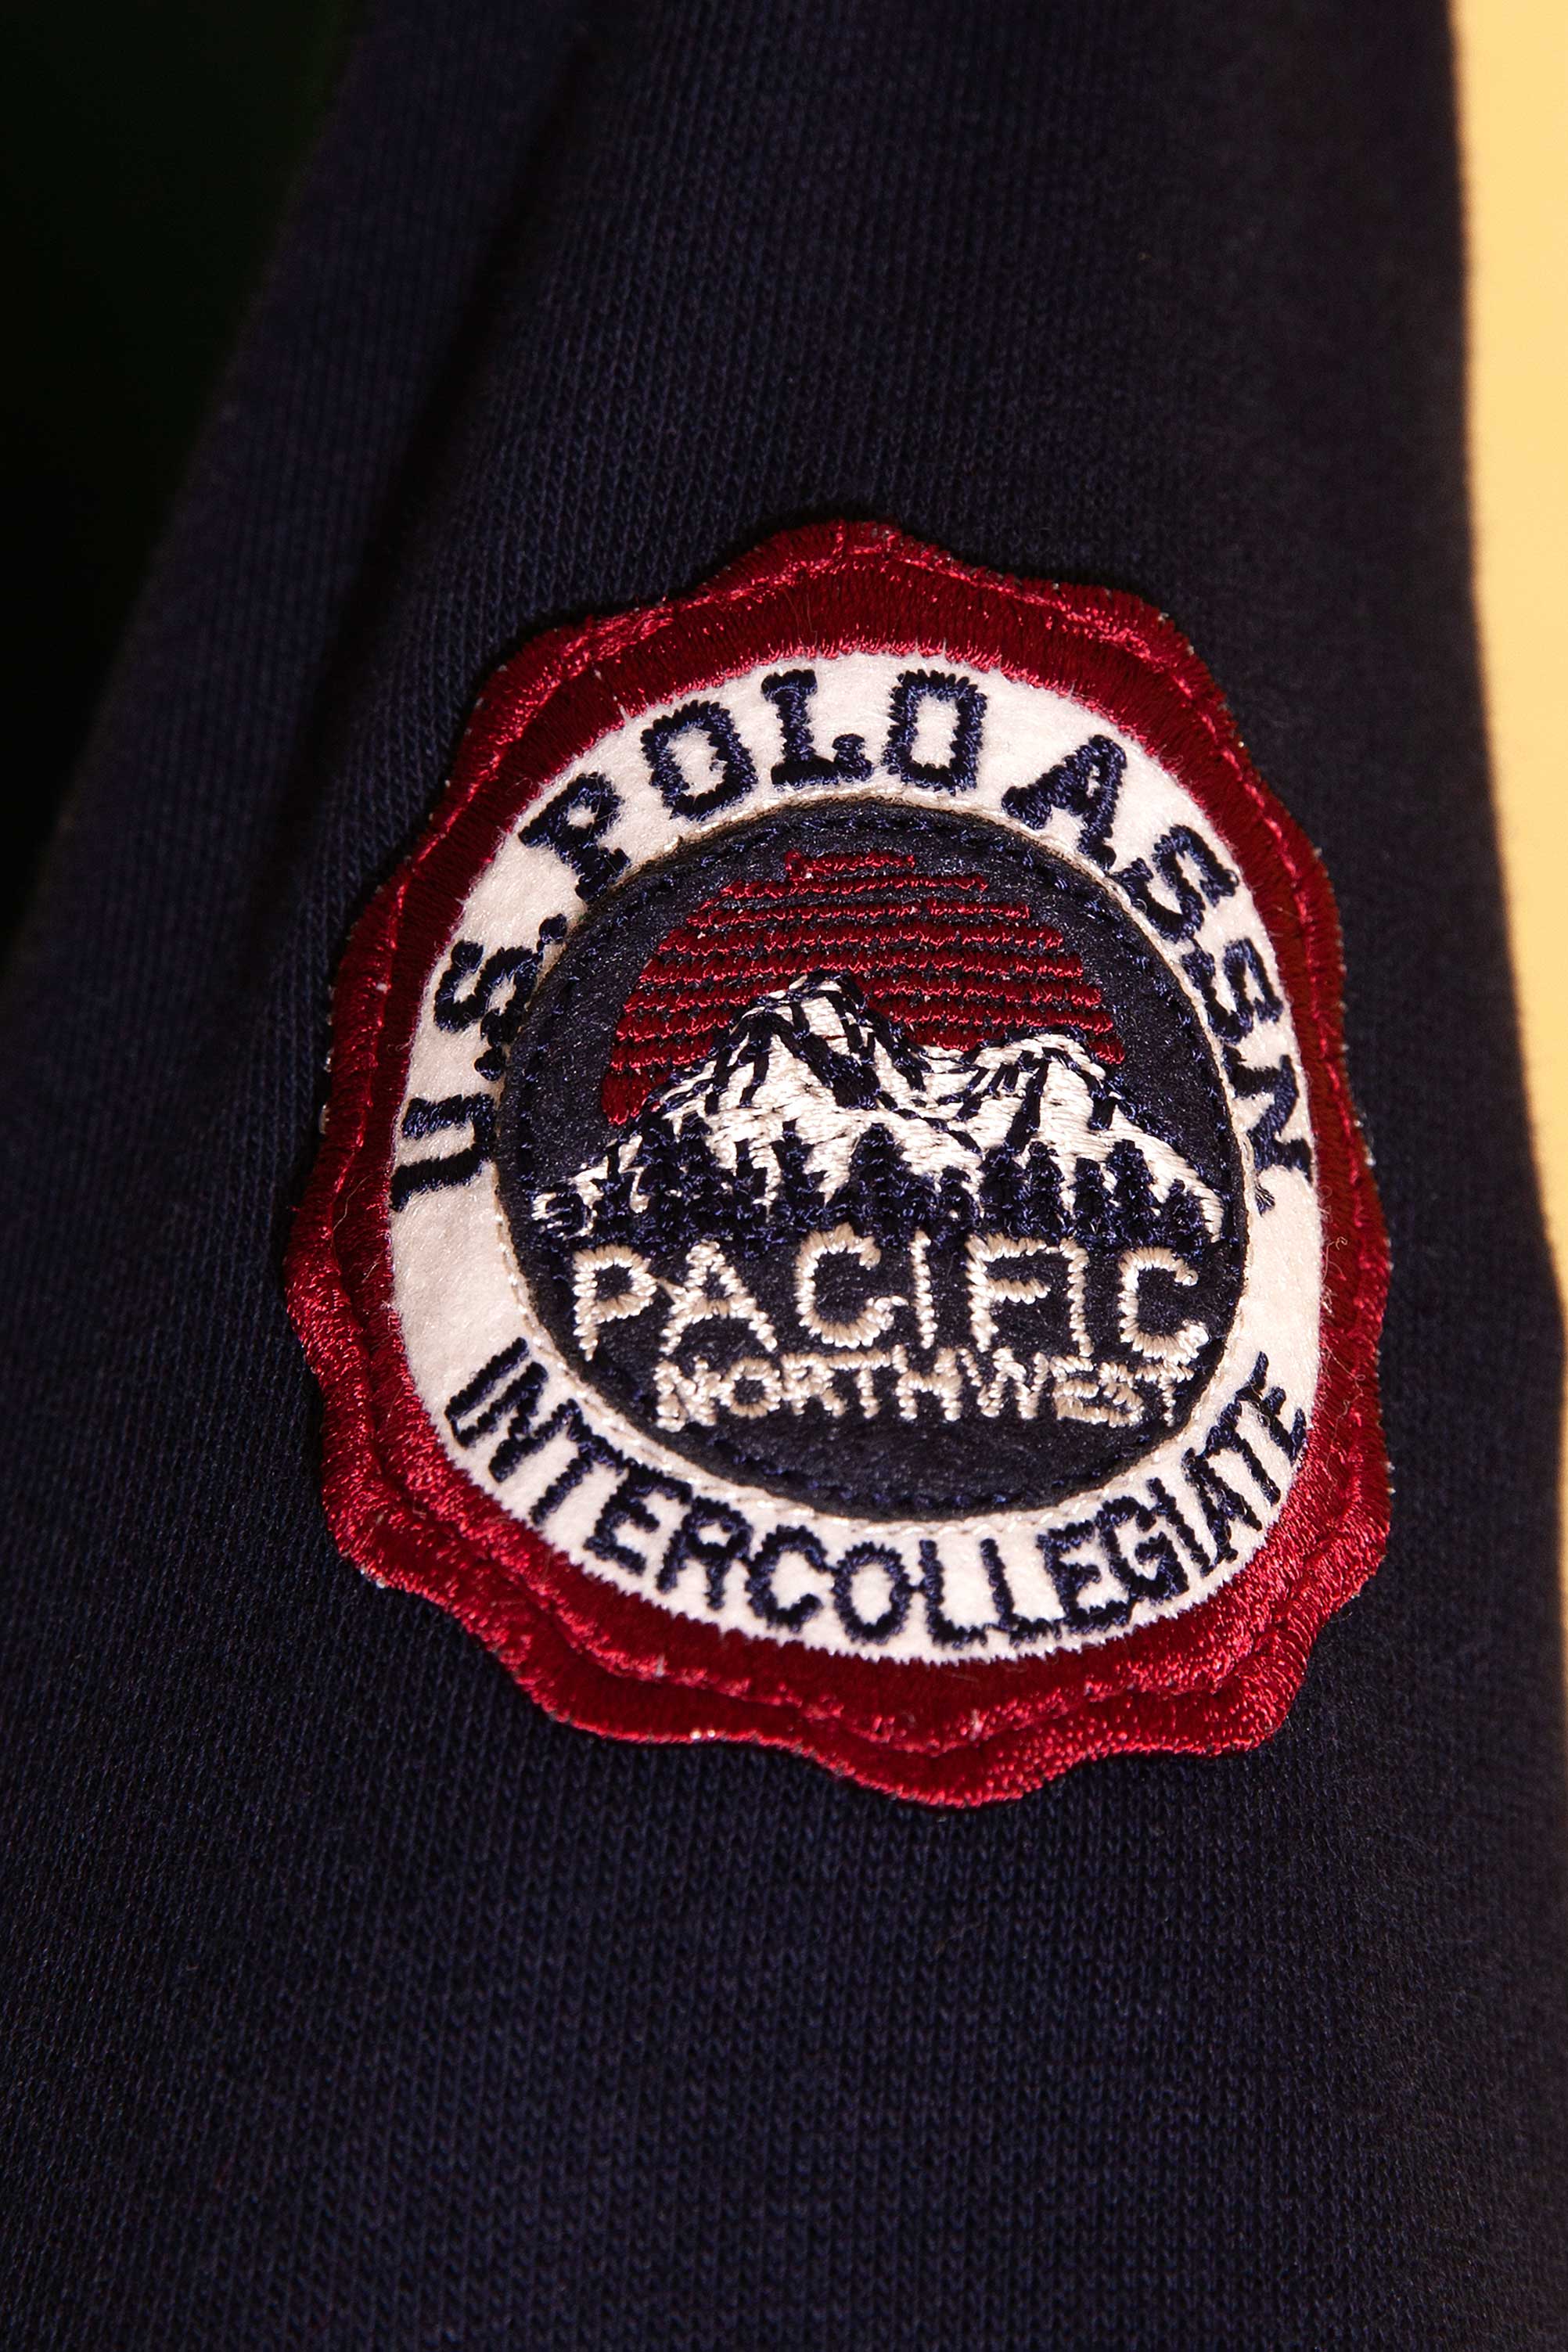 U.S. POLO ASSN.
PACIFIC
NORTHWEST
INTERCOLLEGIATE